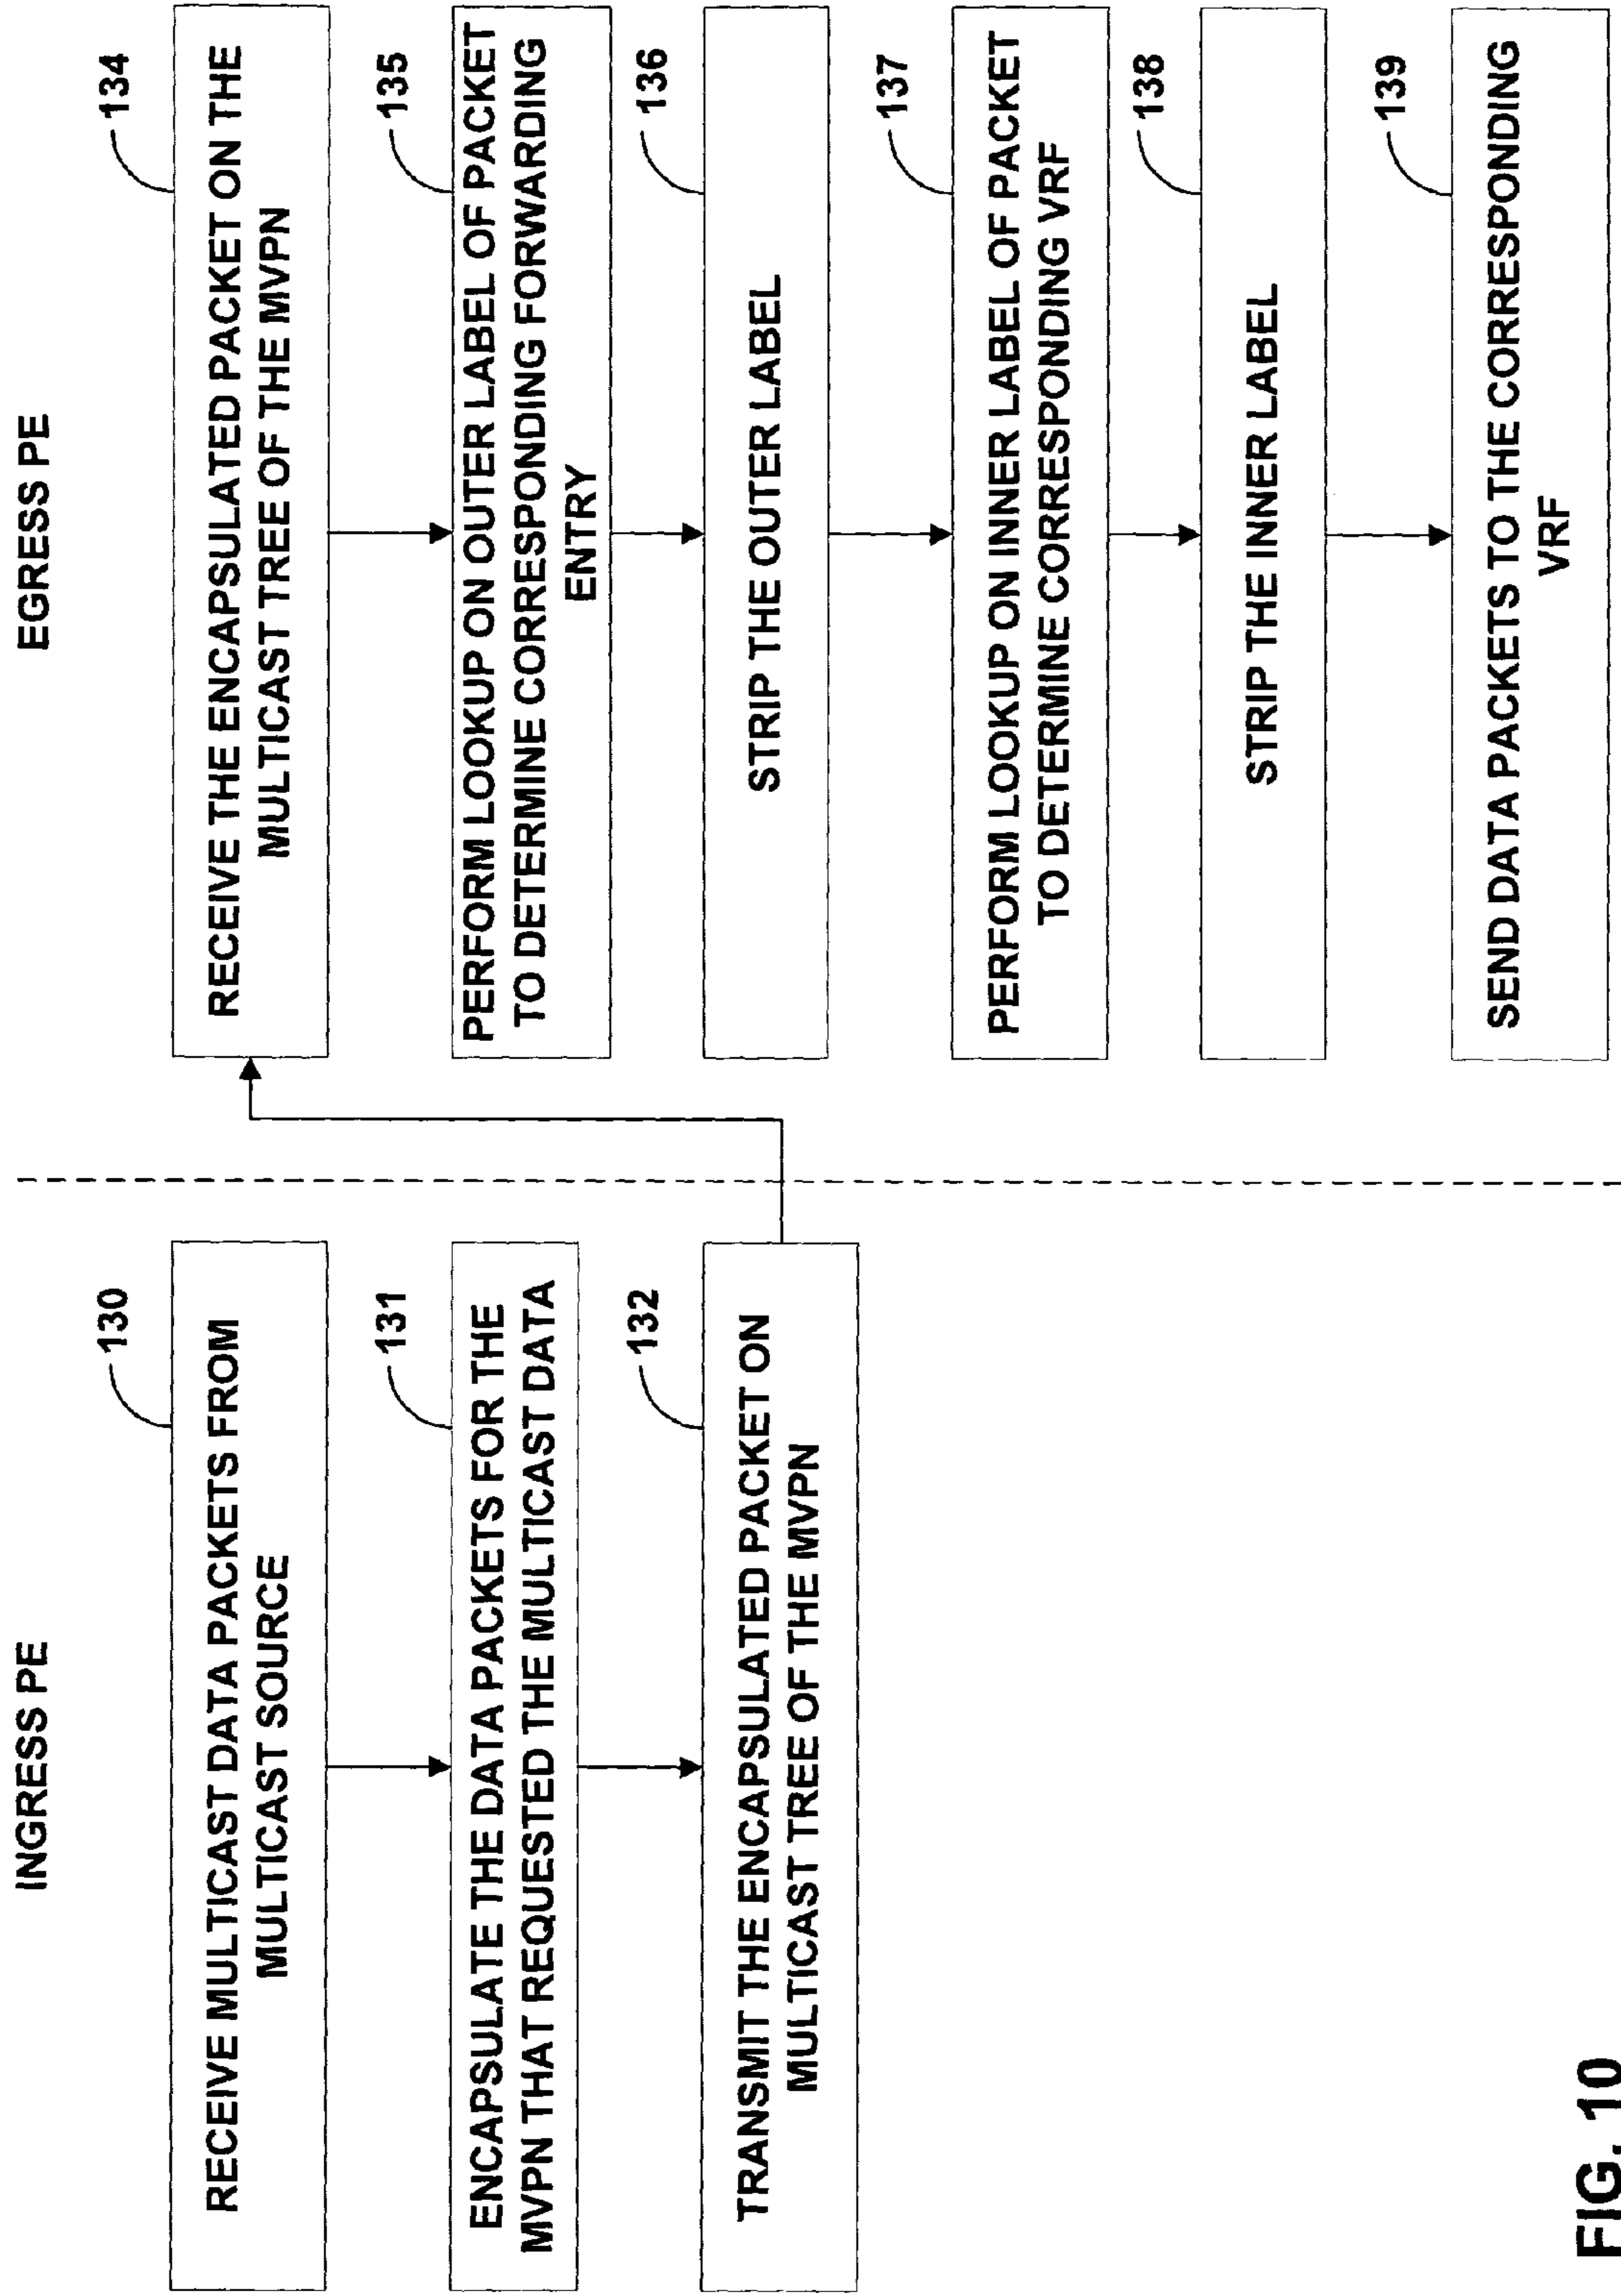 INGRESS PE
130
RECEIVE MULTICAST DATA PACKETS FROM
MULTICAST SOURCE
131
ENCAPSULATE THE DATA PACKETS FOR THE
MVPN THAT REQUESTED THE MULTICAST DATA
132
TRANSMIT THE ENCAPSULATED PACKET ON
MULTICAST TREE OF THE MVPN
EGRESS PE
134
RECEIVE THE ENCAPSULATED PACKET ON THE
MULTICAST TREE OF THE MVPN
135
PERFORM LOOKUP ON OUTER LABEL OF PACKET
TO DETERMINE CORRESPONDING FORWARDING
ENTRY
136
STRIP THE OUTER LABEL
137
PERFORM LOOKUP ON INNER LABEL OF PACKET
TO DETERMINE CORRESPONDING VRF
138
STRIP THE INNER LABEL
139
SEND DATA PACKETS TO THE CORRESPONDING
VRF
FIG. 10